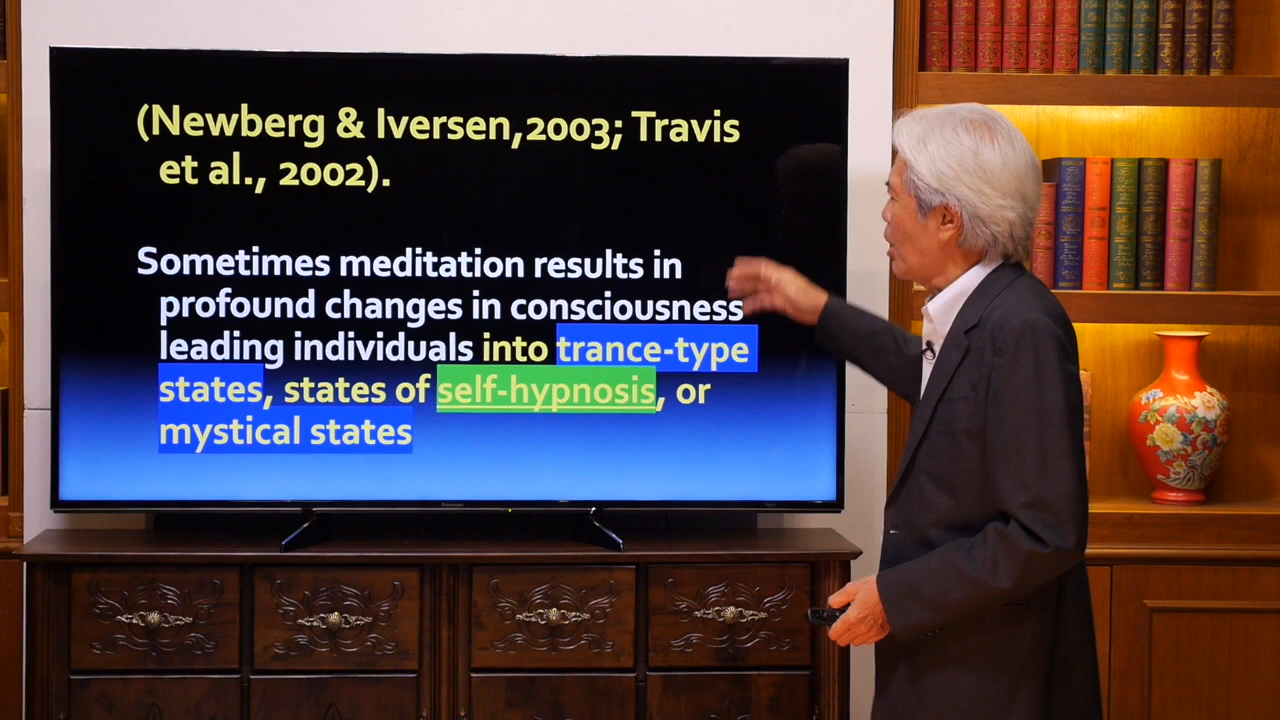 (Newberg & Iversen,2003; Travis
et al., 2002).
Sometimes meditation results in
profound changes in consciousness
leading individuals into trance-type
states, states of self-hypnosis, or
mystical states
Panasonic